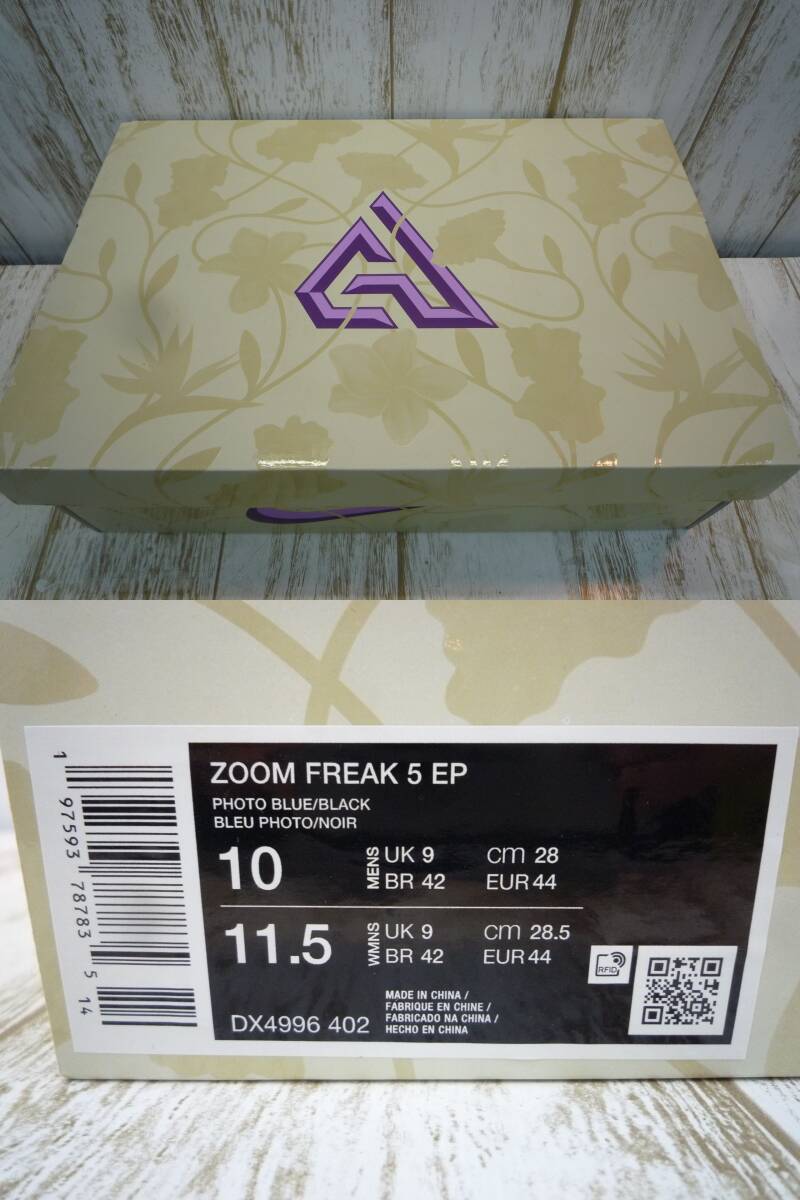 ZOOM FREAK 5 EP
PHOTO BLUE/BLACK
BLEU PHOTO/NOIR
10 MENS UK 9 cm 28
BR 42 EUR 44
11.5 WMNS UK 9 cm 28.5
BR 42 EUR 44
RFID
DX4996 402
MADE IN CHINA /
FABRIQUE EN CHINE /
FABRICADO NA CHINA /
HECHO EN CHINA
1 97593 78783 5 14